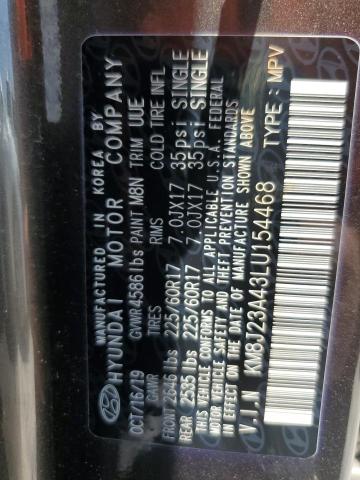 MANUFACTURED IN KOREA BY
HYUNDAI MOTOR COMPANY
OCT/16/19 GVWR 4586 lbs PAINT M8N TRIM UUE
GAWR TIRES RIMS COLD TIRE INFL
FRONT 2646 lbs 225/60R17 7.0JX17 35psi SINGLE
REAR 2535 lbs 225/60R17 7.0JX17 35psi SINGLE
THIS VEHICLE CONFORMS TO ALL APPLICABLE U.S.A. FEDERAL
MOTOR VEHICLE SAFETY AND THEFT PREVENTION STANDARDS
IN EFFECT ON THE DATE OF MANUFACTURE SHOWN ABOVE.
V.I.N KM8J23A43LU154468 TYPE : MPV